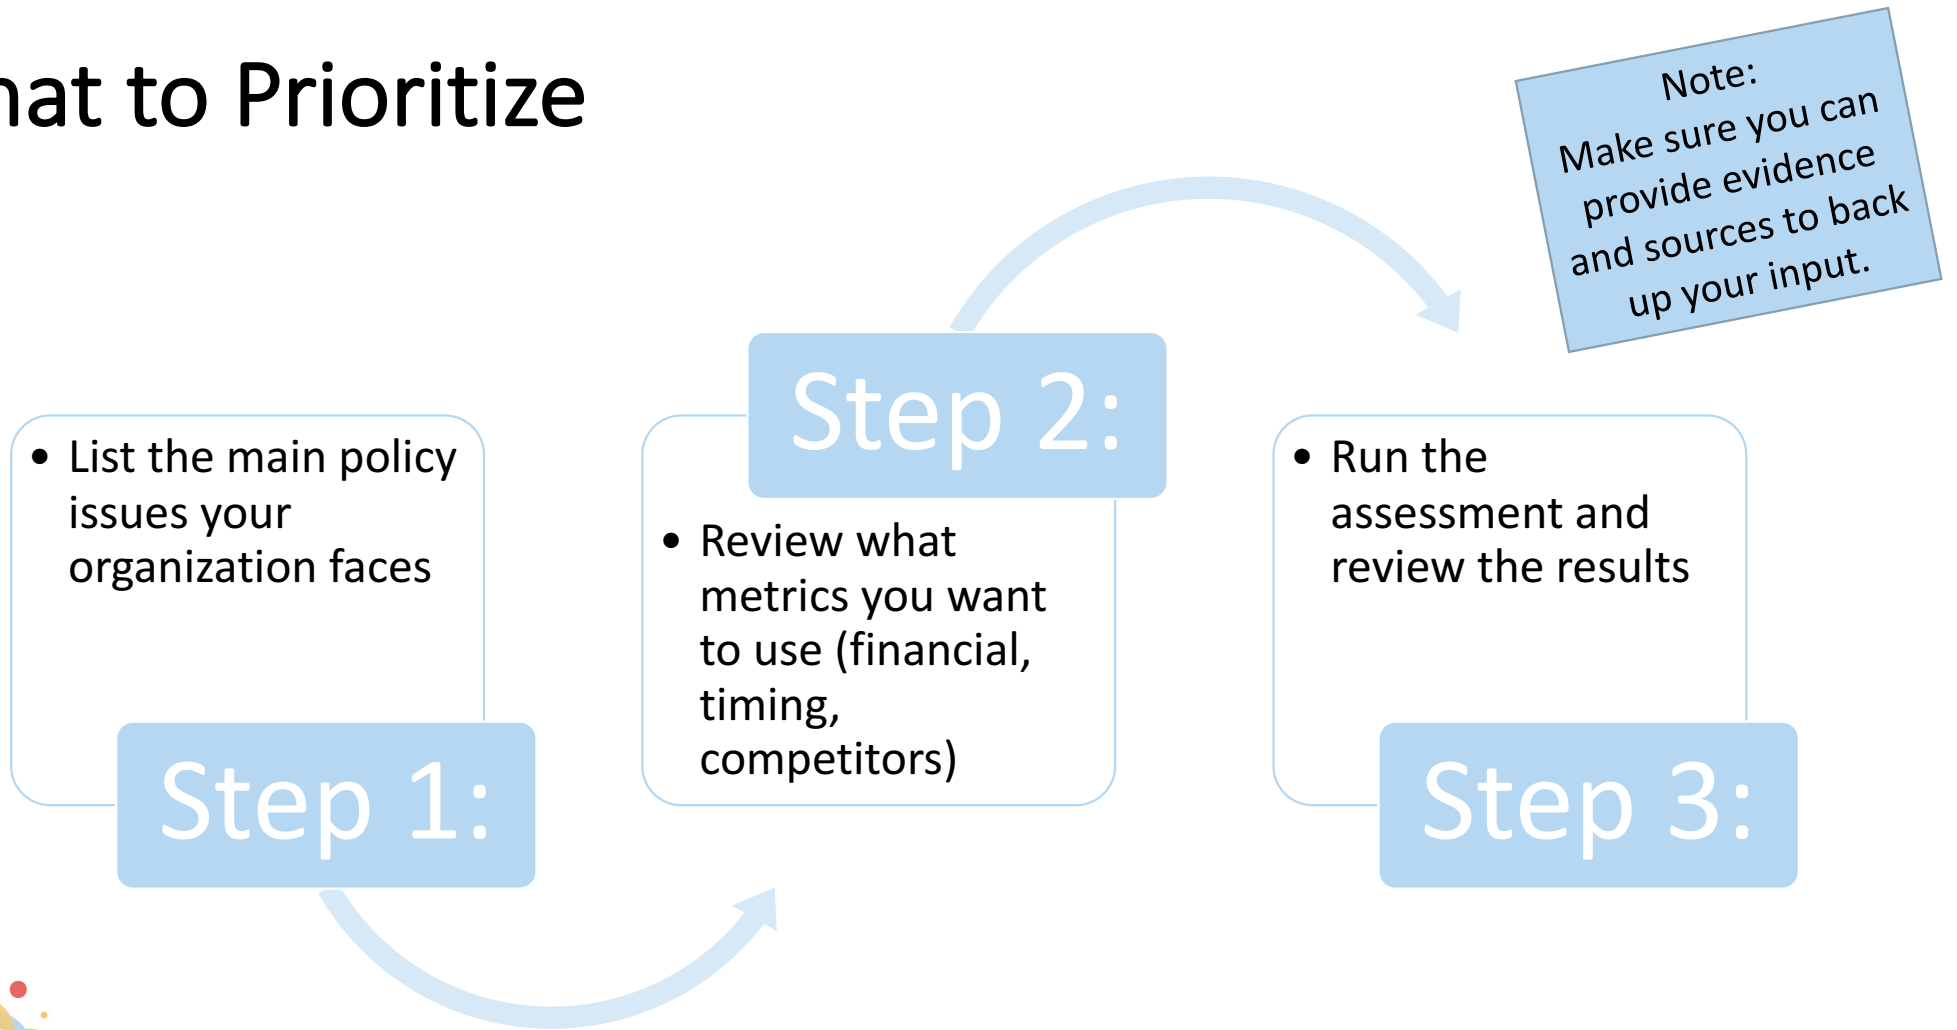 hat to Prioritize
Note:
Make sure you can
provide evidence
and sources to back
up your input.
• List the main policy
issues your
organization faces
Step 1:
Step 2:
• Review what
metrics you want
to use (financial,
timing,
competitors)
• Run the
assessment and
review the results
Step 3: